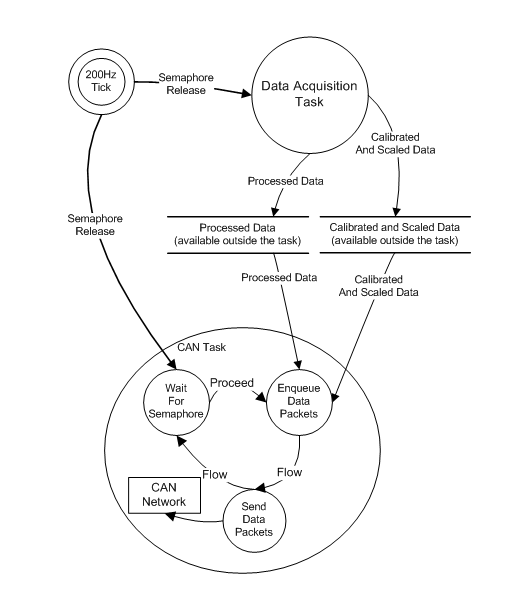 200Hz
Tick
Semaphore
Release
Data Acquisition
Task
Calibrated
And Scaled Data
Processed Data
Semaphore
Release
Processed Data
(available outside the task)
Calibrated and Scaled Data
(available outside the task)
Processed Data
Calibrated
And Scaled Data
CAN Task
Wait
For
Semaphore
Proceed
Enqueue
Data
Packets
Flow
Flow
CAN
Network
Send
Data
Packets